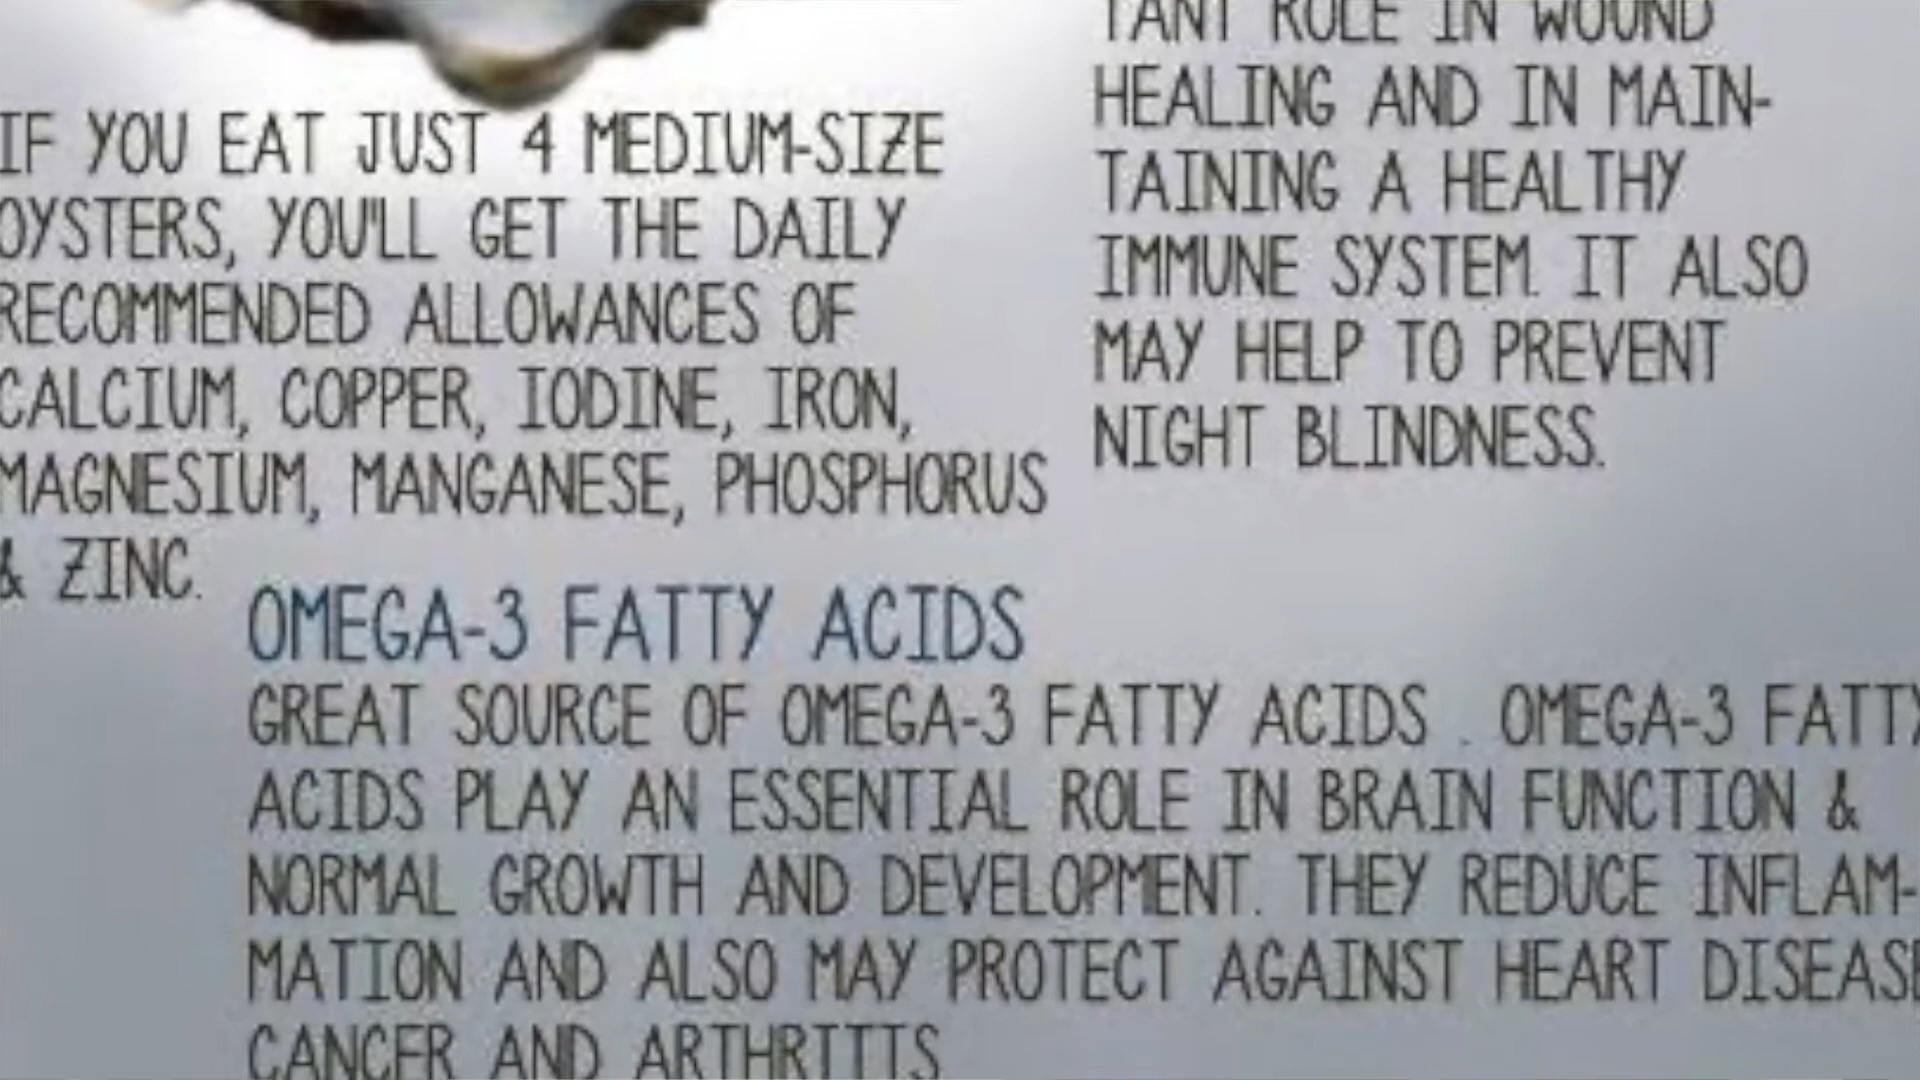 IF YOU EAT JUST 4 MEDIUM-SIZE
OYSTERS, YOU'LL GET THE DAILY
RECOMMENDED ALLOWANCES OF
CALCIUM, COPPER, IODINE, IRON,
MAGNESIUM, MANGANESE, PHOSPHORUS
& ZINC.
TANT ROLE IN WOUND
HEALING AND IN MAIN-
TAINING A HEALTHY
IMMUNE SYSTEM. IT ALSO
MAY HELP TO PREVENT
NIGHT BLINDNESS.
OMEGA-3 FATTY ACIDS
GREAT SOURCE OF OMEGA-3 FATTY ACIDS . OMEGA-3 FATTY
ACIDS PLAY AN ESSENTIAL ROLE IN BRAIN FUNCTION &
NORMAL GROWTH AND DEVELOPMENT. THEY REDUCE INFLAM-
MATION AND ALSO MAY PROTECT AGAINST HEART DISEASE
CANCER AND ARTHRITIS